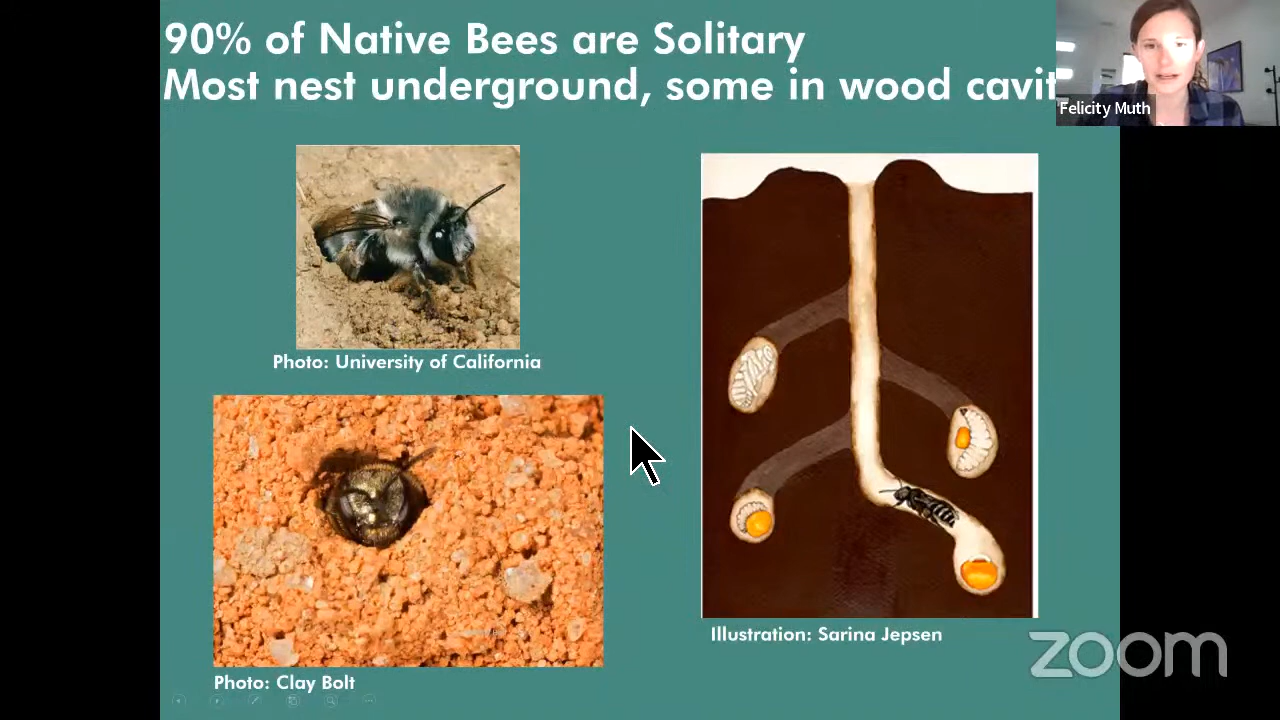 90% of Native Bees are Solitary
Most nest underground, some in wood cavit
Felicity Muth
Photo: University of California
Photo: Clay Bolt
Illustration: Sarina Jepsen
zoom